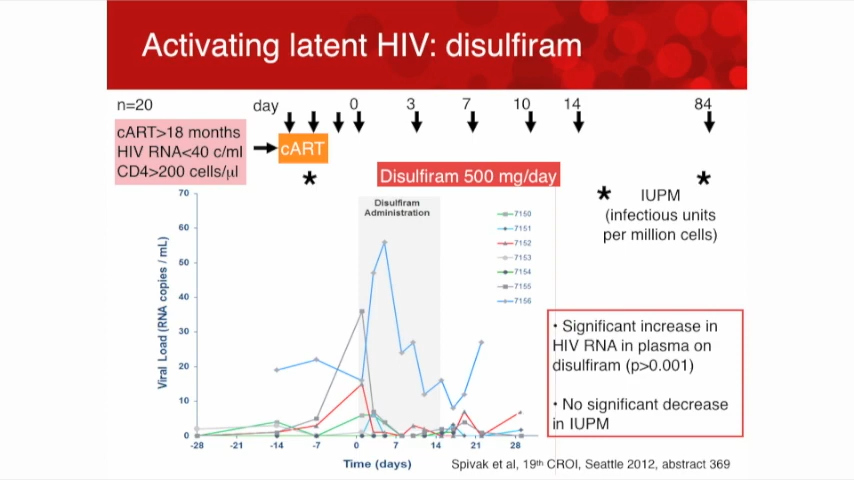 Activating latent HIV: disulfiram
n=20
day
0
3
7
10
14
84
cART>18 months
HIV RNA<40 c/ml
CD4>200 cells/µl
cART
*
Disulfiram 500 mg/day
*
*
IUPM
(infectious units
per million cells)
Disulfiram
Administration
Viral Load (RNA copies / mL)
70
60
50
40
30
20
10
0
-28
-21
-14
-7
0
7
14
21
28
Time (days)
7150
7151
7152
7153
7154
7155
7156
• Significant increase in
HIV RNA in plasma on
disulfiram (p>0.001)
• No significant decrease
in IUPM
Spivak et al, 19th CROI, Seattle 2012, abstract 369